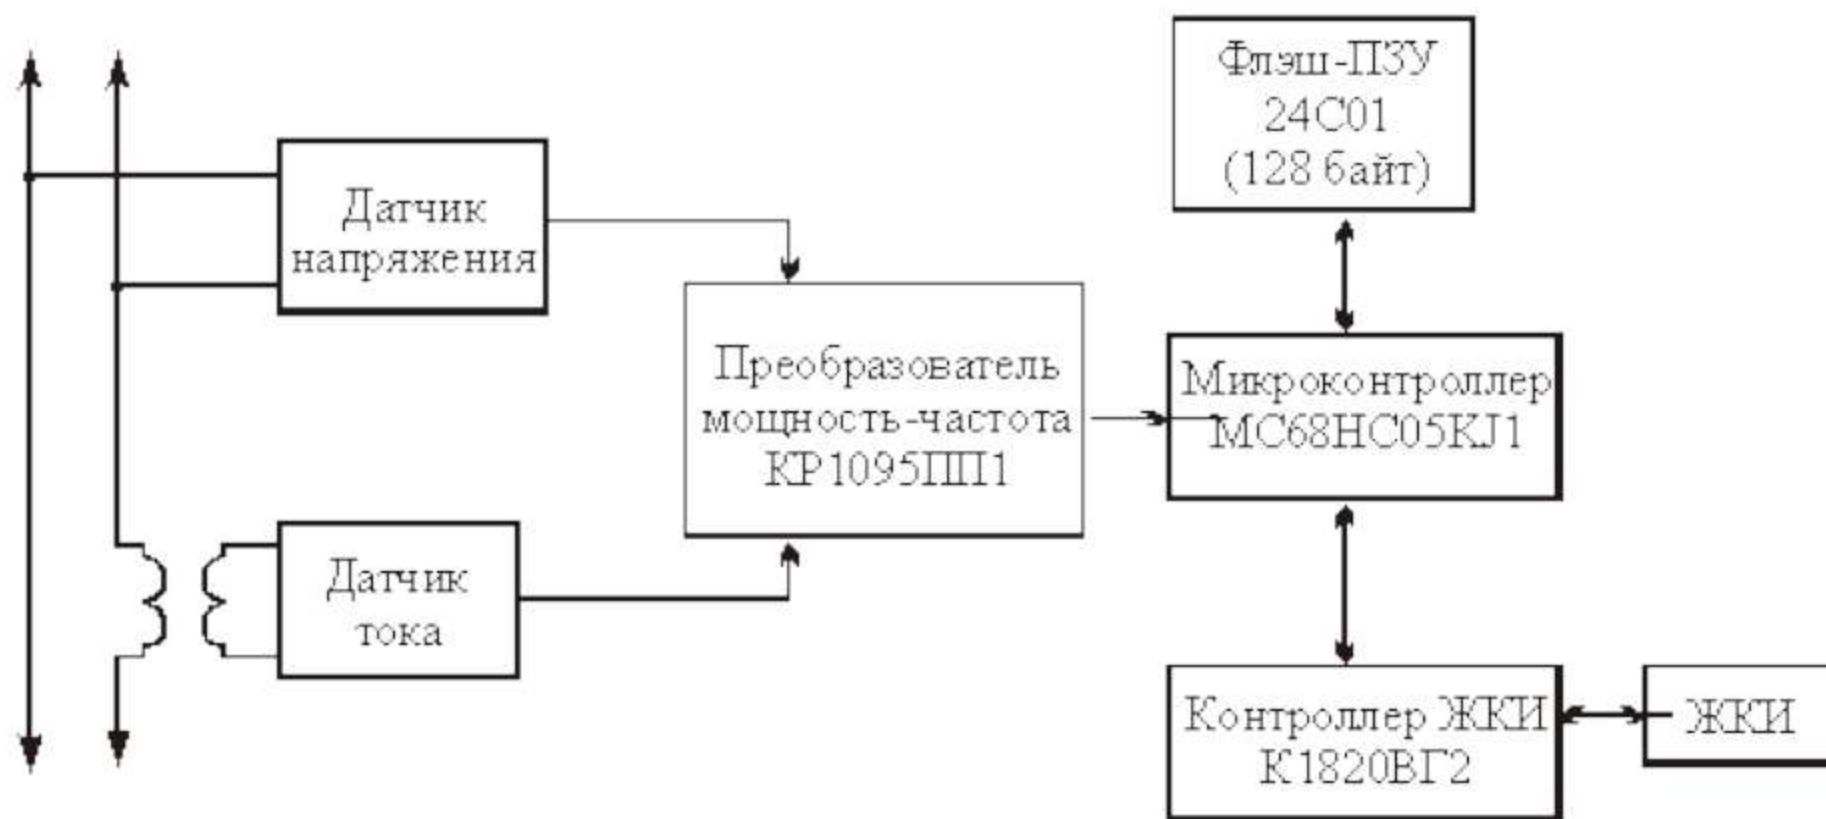 Флэш-ПЗУ
24С01
(128 байт)
Датчик
напряжения
Преобразователь
мощность-частота
КР1095ПП1
Микроконтроллер
МС68НС05КJ1
Датчик
тока
Контроллер ЖКИ
К1820ВГ2
ЖКИ